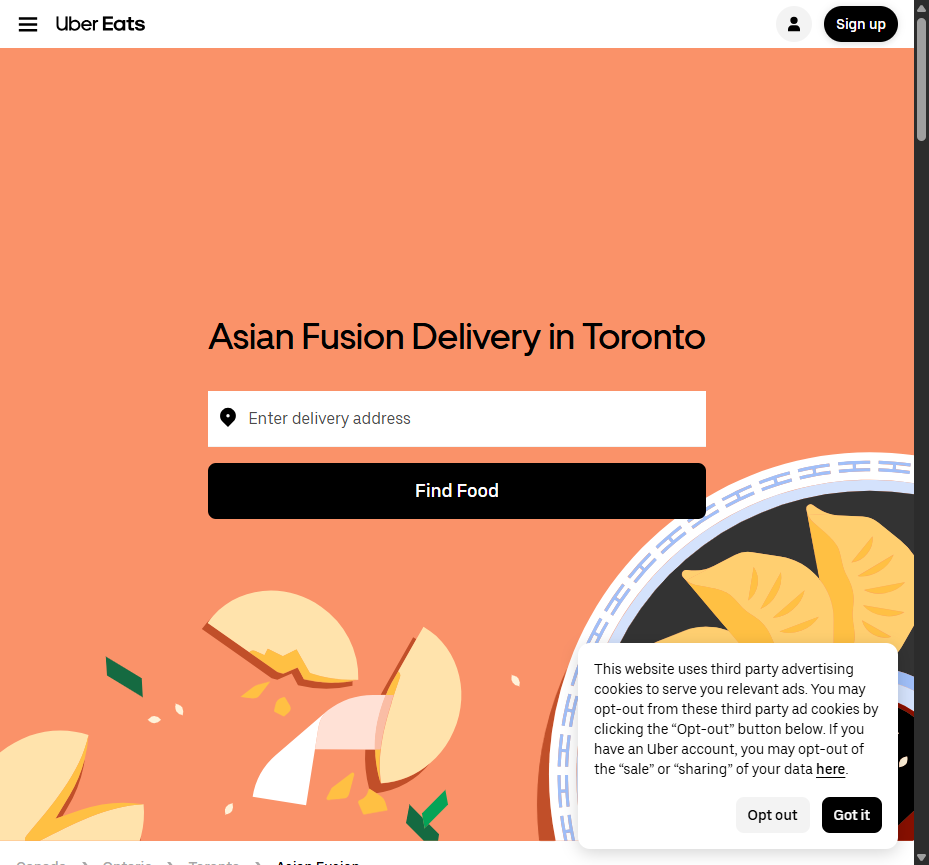 Uber Eats
Sign up
Asian Fusion Delivery in Toronto
Enter delivery address
Find Food
This website uses third party advertising
cookies to serve you relevant ads. You may
opt-out from these third party ad cookies by
clicking the “Opt-out” button below. If you
have an Uber account, you may opt-out of
the “sale” or “sharing” of your data here.
Opt out
Got it
Canada > Ontario > Toronto > Asian Fusion